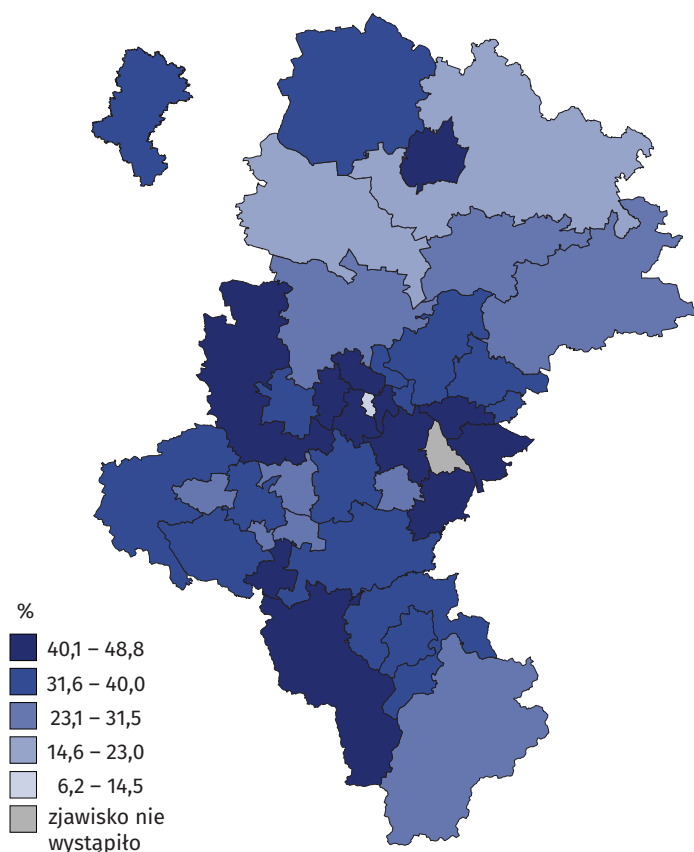 %
40,1 – 48,8
31,6 – 40,0
23,1 – 31,5
14,6 – 23,0
6,2 – 14,5
zjawisko nie
wystąpiło